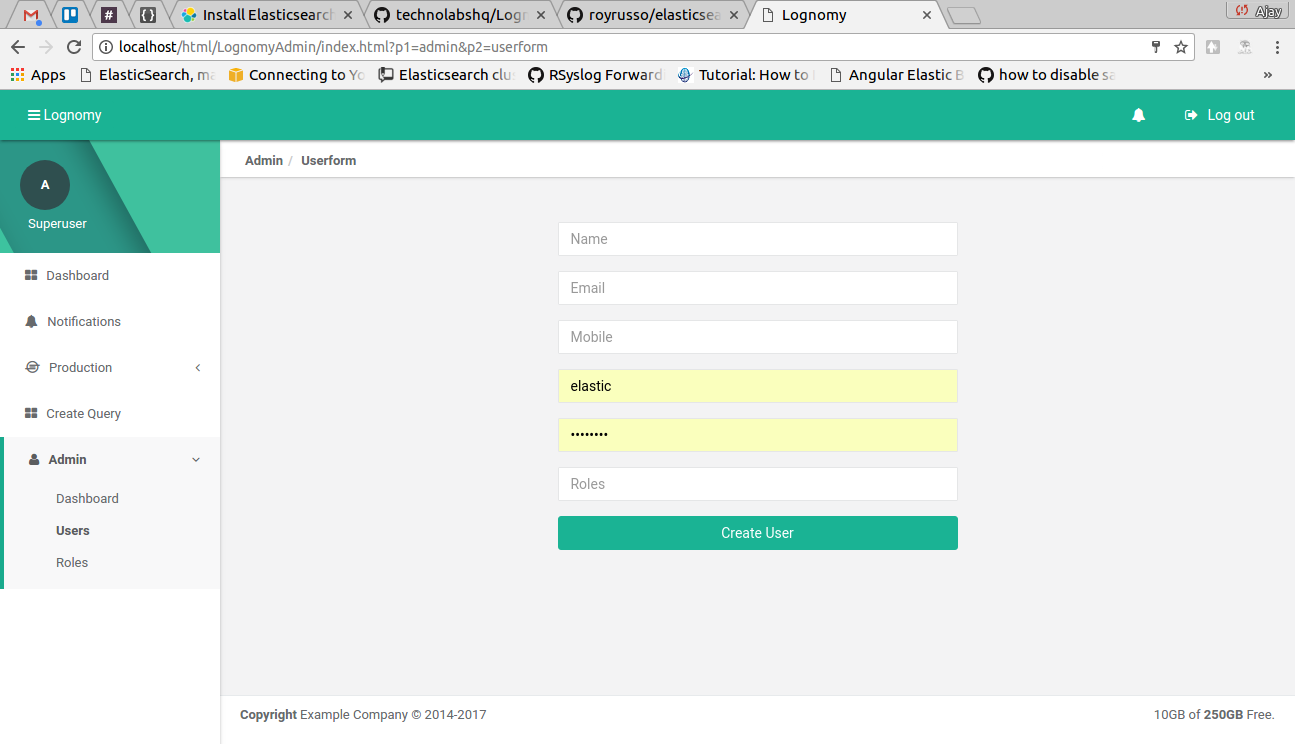 Install Elasticsearch
technolabshq/Logn
royrusso/elasticsea
Lognomy
Ajay
localhost/html/LognomyAdmin/index.html?p1=admin&p2=userform
Apps
ElasticSearch, ma
Connecting to Yo
Elasticsearch clu
RSyslog Forward
Tutorial: How to
Angular Elastic B
how to disable sa
»
Lognomy
Log out
A
Superuser
Admin / Userform
Dashboard
Notifications
Production
Create Query
Admin
Dashboard
Users
Roles
Name
Email
Mobile
elastic
••••••••
Roles
Create User
Copyright Example Company © 2014-2017
10GB of 250GB Free.